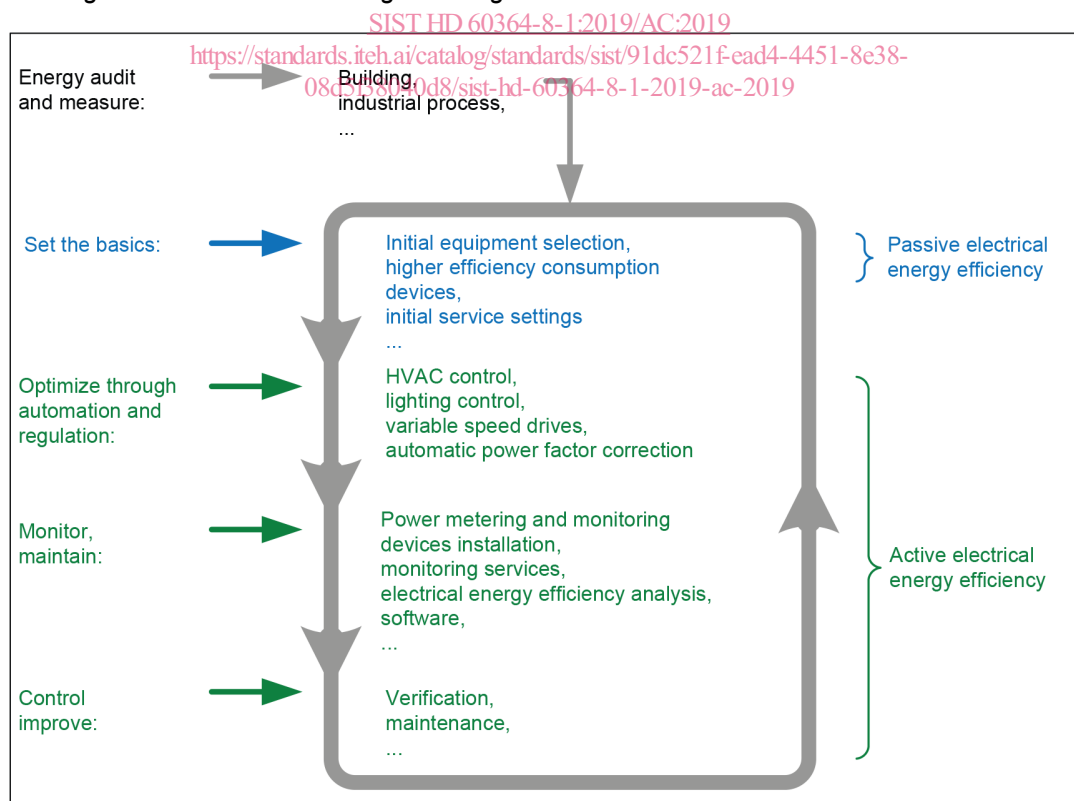 SIST HD 60364-8-1:2019/AC:2019
https://standards.iteh.ai/catalog/standards/sist/91dc521f-ead4-4451-8e38-
08d5f38040d8/sist-hd-60364-8-1-2019-ac-2019
Energy audit
and measure:
Building,
industrial process,
...
Set the basics:
Initial equipment selection,
higher efficiency consumption
devices,
initial service settings
...
Passive electrical
energy efficiency
Optimize through
automation and
regulation:
HVAC control,
lighting control,
variable speed drives,
automatic power factor correction
Monitor,
maintain:
Power metering and monitoring
devices installation,
monitoring services,
electrical energy efficiency analysis,
software,
...
Active electrical
energy efficiency
Control
improve:
Verification,
maintenance,
...